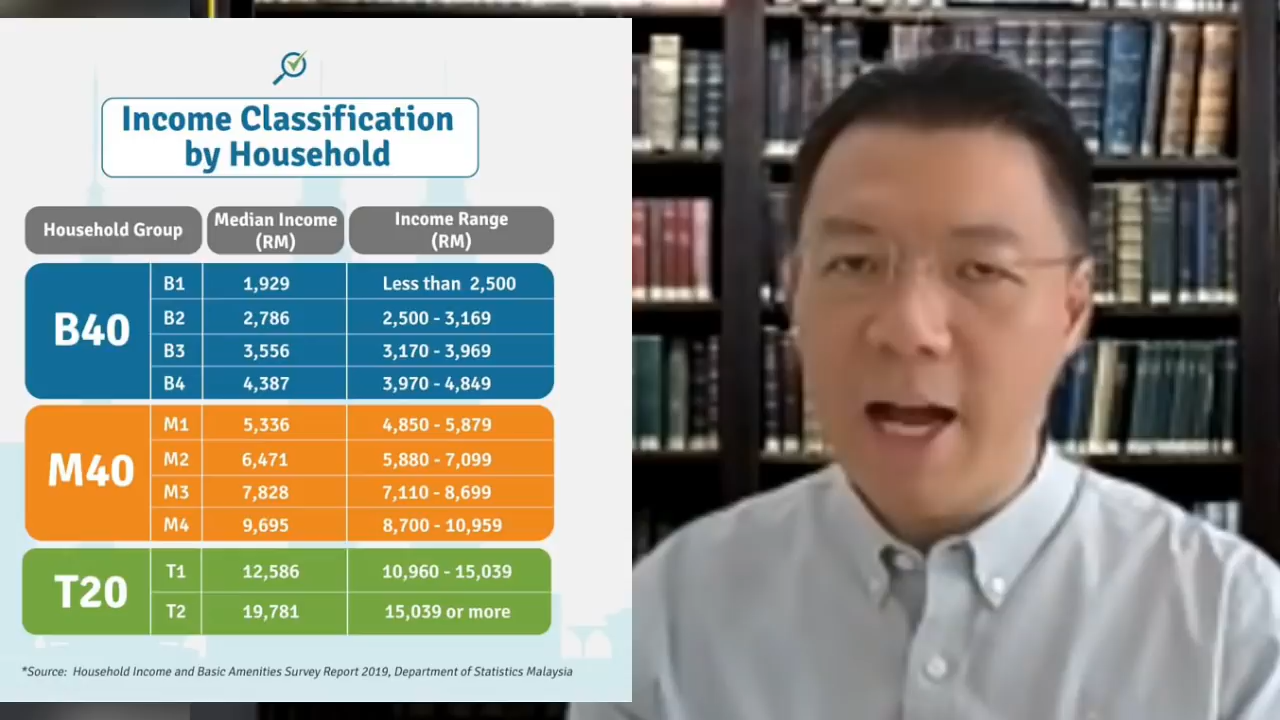 Income Classification
by Household
Household Group
Median Income
(RM)
Income Range
(RM)
B40
B1 1,929 Less than 2,500
B2 2,786 2,500 - 3,169
B3 3,556 3,170 - 3,969
B4 4,387 3,970 - 4,849
M40
M1 5,336 4,850 - 5,879
M2 6,471 5,880 - 7,099
M3 7,828 7,110 - 8,699
M4 9,695 8,700 - 10,959
T20
T1 12,586 10,960 - 15,039
T2 19,781 15,039 or more
*Source: Household Income and Basic Amenities Survey Report 2019, Department of Statistics Malaysia